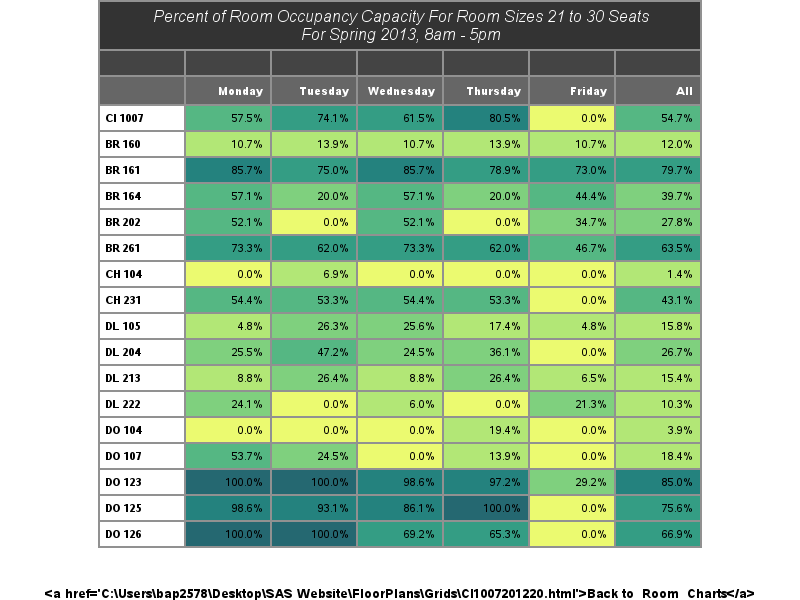 Percent of Room Occupancy Capacity For Room Sizes 21 to 30 Seats
For Spring 2013, 8am - 5pm
Monday Tuesday Wednesday Thursday Friday All
CI 1007 57.5% 74.1% 61.5% 80.5% 0.0% 54.7%
BR 160 10.7% 13.9% 10.7% 13.9% 10.7% 12.0%
BR 161 85.7% 75.0% 85.7% 78.9% 73.0% 79.7%
BR 164 57.1% 20.0% 57.1% 20.0% 44.4% 39.7%
BR 202 52.1% 0.0% 52.1% 0.0% 34.7% 27.8%
BR 261 73.3% 62.0% 73.3% 62.0% 46.7% 63.5%
CH 104 0.0% 6.9% 0.0% 0.0% 0.0% 1.4%
CH 231 54.4% 53.3% 54.4% 53.3% 0.0% 43.1%
DL 105 4.8% 26.3% 25.6% 17.4% 4.8% 15.8%
DL 204 25.5% 47.2% 24.5% 36.1% 0.0% 26.7%
DL 213 8.8% 26.4% 8.8% 26.4% 6.5% 15.4%
DL 222 24.1% 0.0% 6.0% 0.0% 21.3% 10.3%
DO 104 0.0% 0.0% 0.0% 19.4% 0.0% 3.9%
DO 107 53.7% 24.5% 0.0% 13.9% 0.0% 18.4%
DO 123 100.0% 100.0% 98.6% 97.2% 29.2% 85.0%
DO 125 98.6% 93.1% 86.1% 100.0% 0.0% 75.6%
DO 126 100.0% 100.0% 69.2% 65.3% 0.0% 66.9%
<a href='C:\Users\bap2578\Desktop\SAS Website\FloorPlans\Grids\CI1007201220.html'>Back to Room Charts</a>